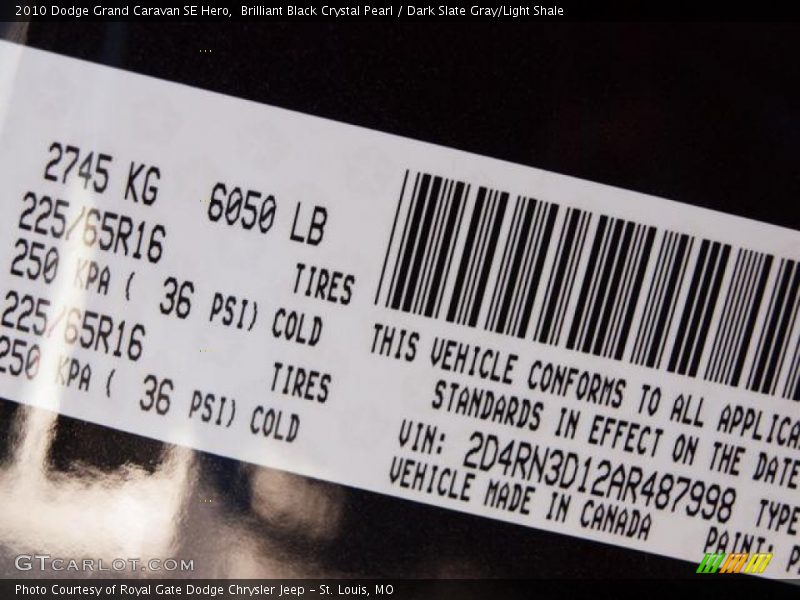 2010 Dodge Grand Caravan SE Hero,  Brilliant Black Crystal Pearl / Dark Slate Gray/Light Shale
2745 KG 6050 LB
225/65R16 TIRES
250 KPA ( 36 PSI) COLD
225/65R16 TIRES
250 KPA ( 36 PSI) COLD
THIS VEHICLE CONFORMS TO ALL APPLICA
STANDARDS IN EFFECT ON THE DATE
VIN: 2D4RN3D12AR487998 TYPE
VEHICLE MADE IN CANADA PAINT: P
GTCARLOT.COM
Photo Courtesy of Royal Gate Dodge Chrysler Jeep - St. Louis, MO